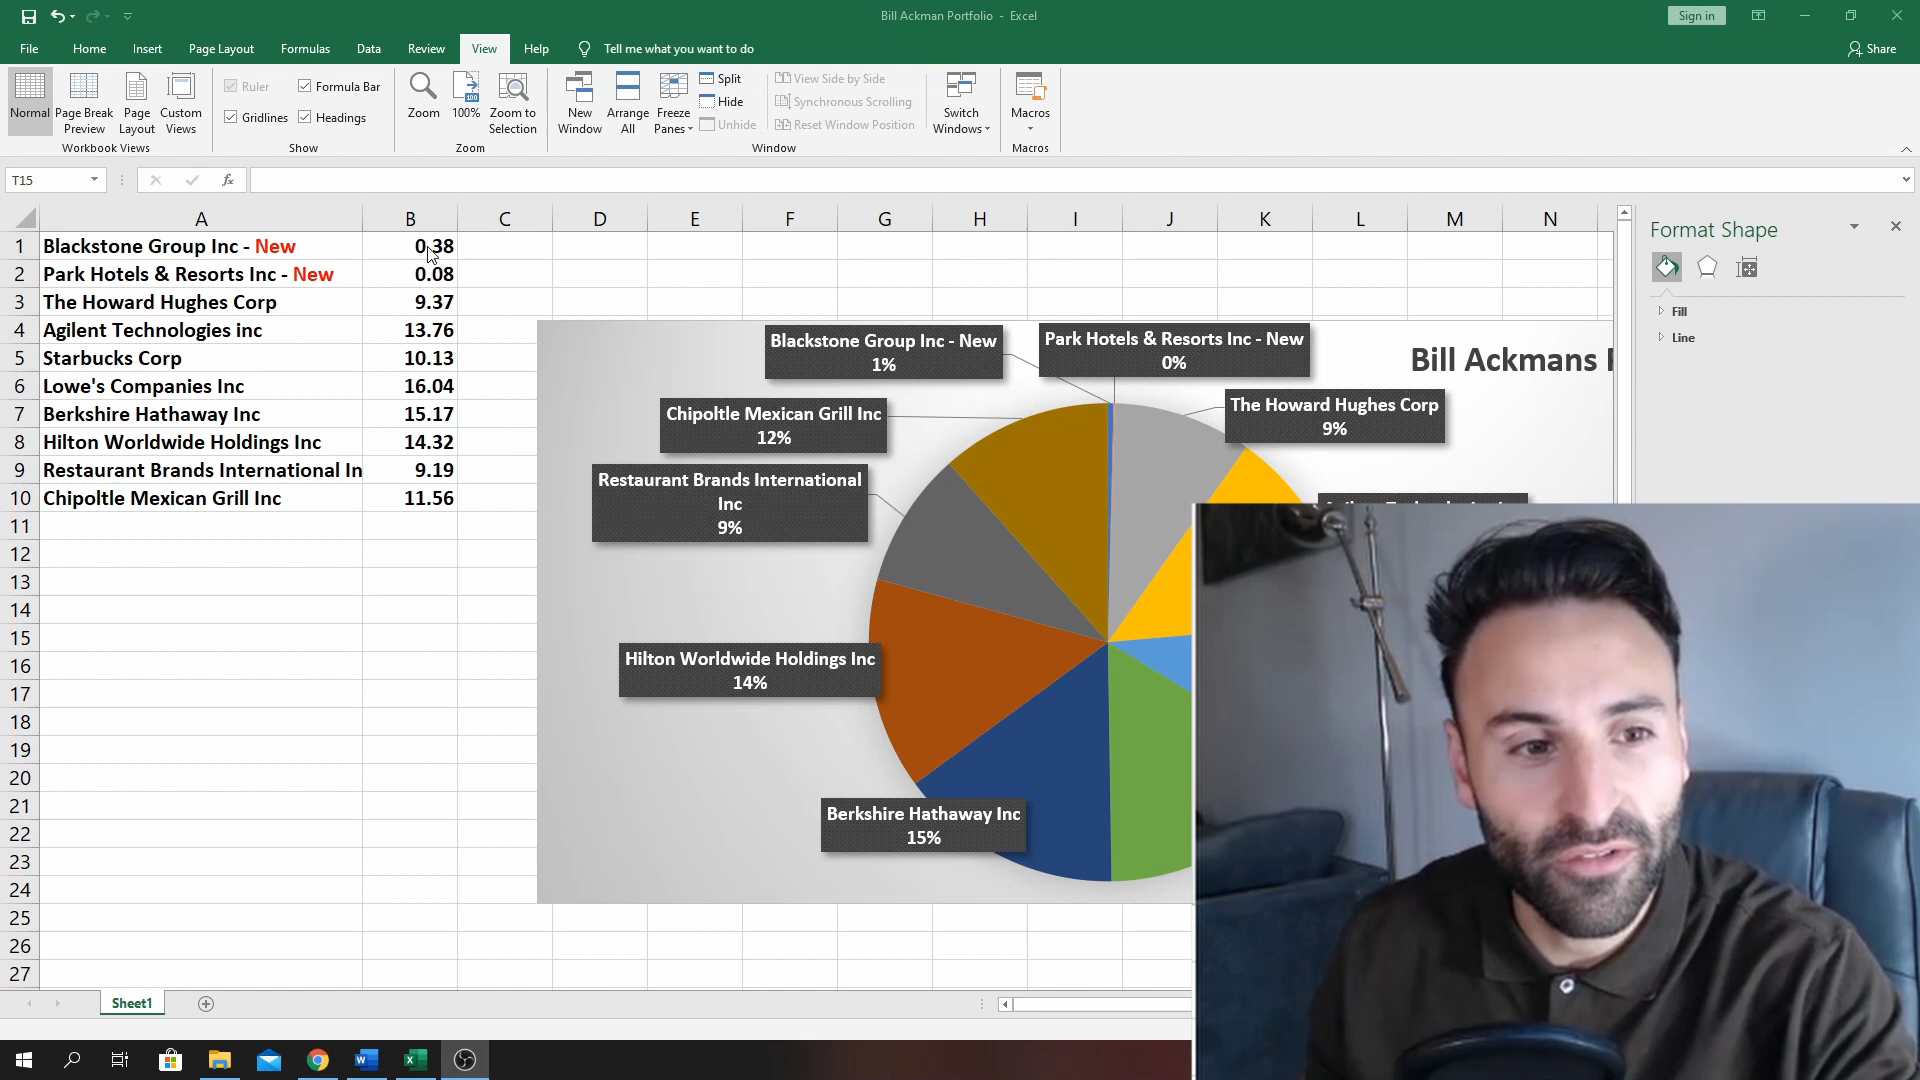 Bill Ackman Portfolio - Excel
Sign in
File Home Insert Page Layout Formulas Data Review View Help Tell me what you want to do
Share
Normal
Page Break Preview
Page Layout
Custom Views
Workbook Views
Ruler
Formula Bar
Gridlines
Headings
Show
Zoom
100%
Zoom to Selection
Zoom
New Window
Arrange All
Freeze Panes
Split
Hide
Unhide
View Side by Side
Synchronous Scrolling
Reset Window Position
Switch Windows
Window
Macros
Macros
T15
fx
A B C D E F G H I J K L M N
1 Blackstone Group Inc - New 0.38
2 Park Hotels & Resorts Inc - New 0.08
3 The Howard Hughes Corp 9.37
4 Agilent Technologies inc 13.76
5 Starbucks Corp 10.13
6 Lowe's Companies Inc 16.04
7 Berkshire Hathaway Inc 15.17
8 Hilton Worldwide Holdings Inc 14.32
9 Restaurant Brands International In 9.19
10 Chipoltle Mexican Grill Inc 11.56
11
12
13
14
15
16
17
18
19
20
21
22
23
24
25
26
27
Bill Ackmans
Blackstone Group Inc - New
1%
Park Hotels & Resorts Inc - New
0%
Chipoltle Mexican Grill Inc
12%
The Howard Hughes Corp
9%
Restaurant Brands International
Inc
9%
Hilton Worldwide Holdings Inc
14%
Berkshire Hathaway Inc
15%
Format Shape
Fill
Line
Sheet1